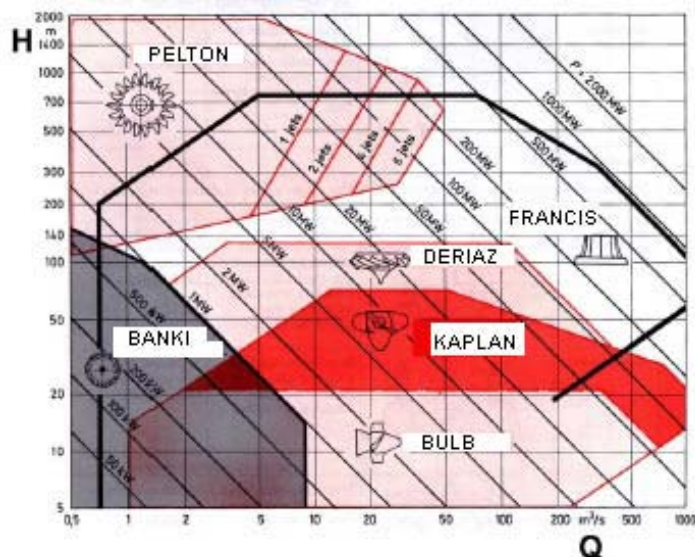 H
m
2000
1400
1000
700
500
300
200
140
100
50
20
10
5
PELTON
1 jets
2 jets
6 jets
P = 2000 MW
1000 MW
500 MW
200 MW
100 MW
50 MW
20 MW
10 MW
5 MW
2 MW
1 MW
500 kW
200 kW
100 kW
50 kW
FRANCIS
DERIAZ
BANKI
KAPLAN
BULB
0,5
1
2
5
10
20
50
100
200
m³/s
500
1000
Q